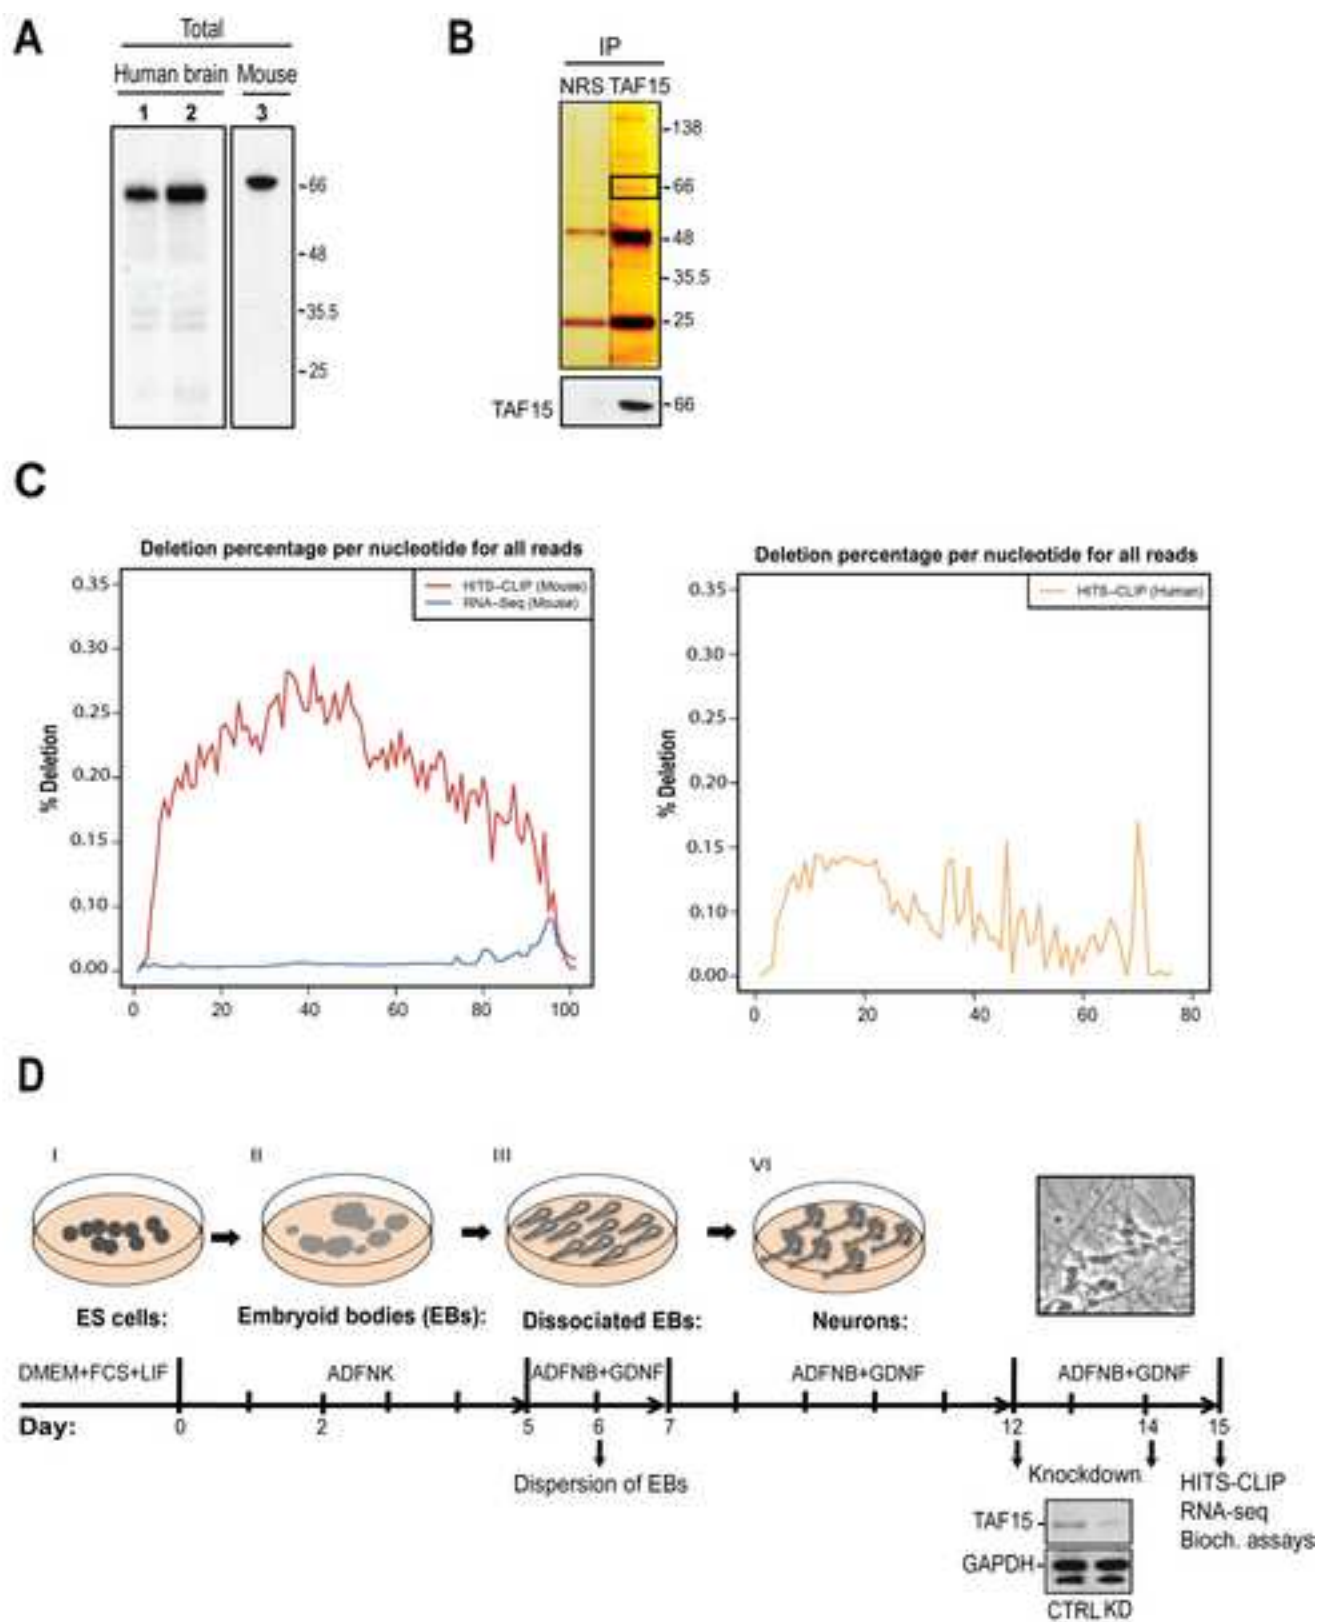 A
Total
Human brain Mouse
1 2 3
-66
-48
-35.5
-25
B
IP
NRS TAF15
-138
-66
-48
-35.5
-25
TAF15
-66
C
Deletion percentage per nucleotide for all reads
HITS-CLIP (Mouse)
RNA-Seq (Mouse)
% Deletion
0.35
0.30
0.25
0.20
0.15
0.10
0.00
0 20 40 60 80 100
Deletion percentage per nucleotide for all reads
HITS-CLIP (Human)
% Deletion
0.35
0.30
0.25
0.20
0.15
0.10
0.00
0 20 40 60 80
D
I II III VI
ES cells: Embryoid bodies (EBs): Dissociated EBs: Neurons:
DMEM+FCS+LIF ADFNK ADFNB+GDNF ADFNB+GDNF ADFNB+GDNF
Day: 0 2 5 6 7 12 14 15
Dispersion of EBs
Knockdown
HITS-CLIP
RNA-seq
Bioch. assays
TAF15
GAPDH
CTRL KD